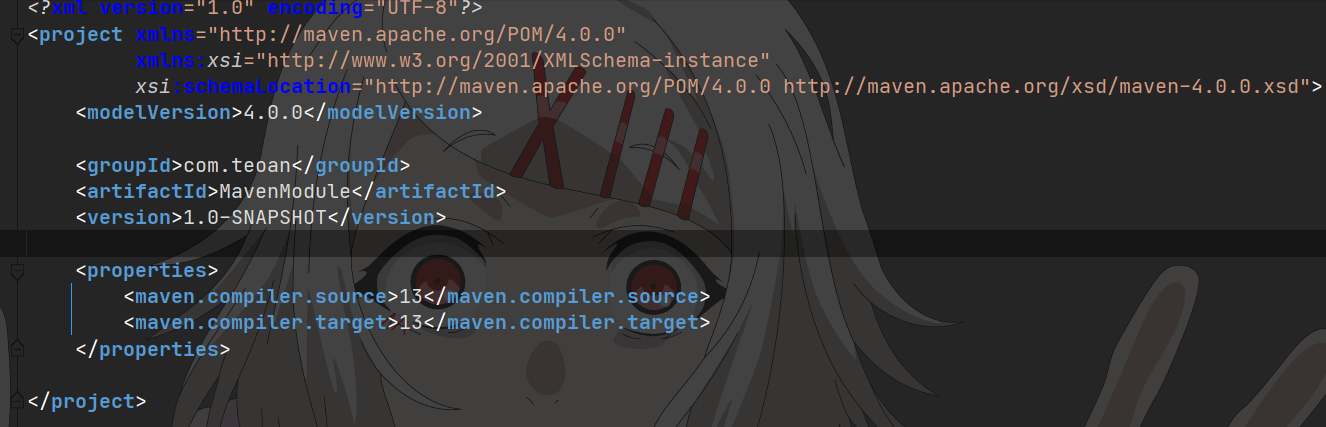 <?xml version="1.0" encoding="UTF-8"?>
<project xmlns="http://maven.apache.org/POM/4.0.0"
xmlns:xsi="http://www.w3.org/2001/XMLSchema-instance"
xsi:schemaLocation="http://maven.apache.org/POM/4.0.0 http://maven.apache.org/xsd/maven-4.0.0.xsd">
<modelVersion>4.0.0</modelVersion>
<groupId>com.teoan</groupId>
<artifactId>MavenModule</artifactId>
<version>1.0-SNAPSHOT</version>
<properties>
<maven.compiler.source>13</maven.compiler.source>
<maven.compiler.target>13</maven.compiler.target>
</properties>
</project>